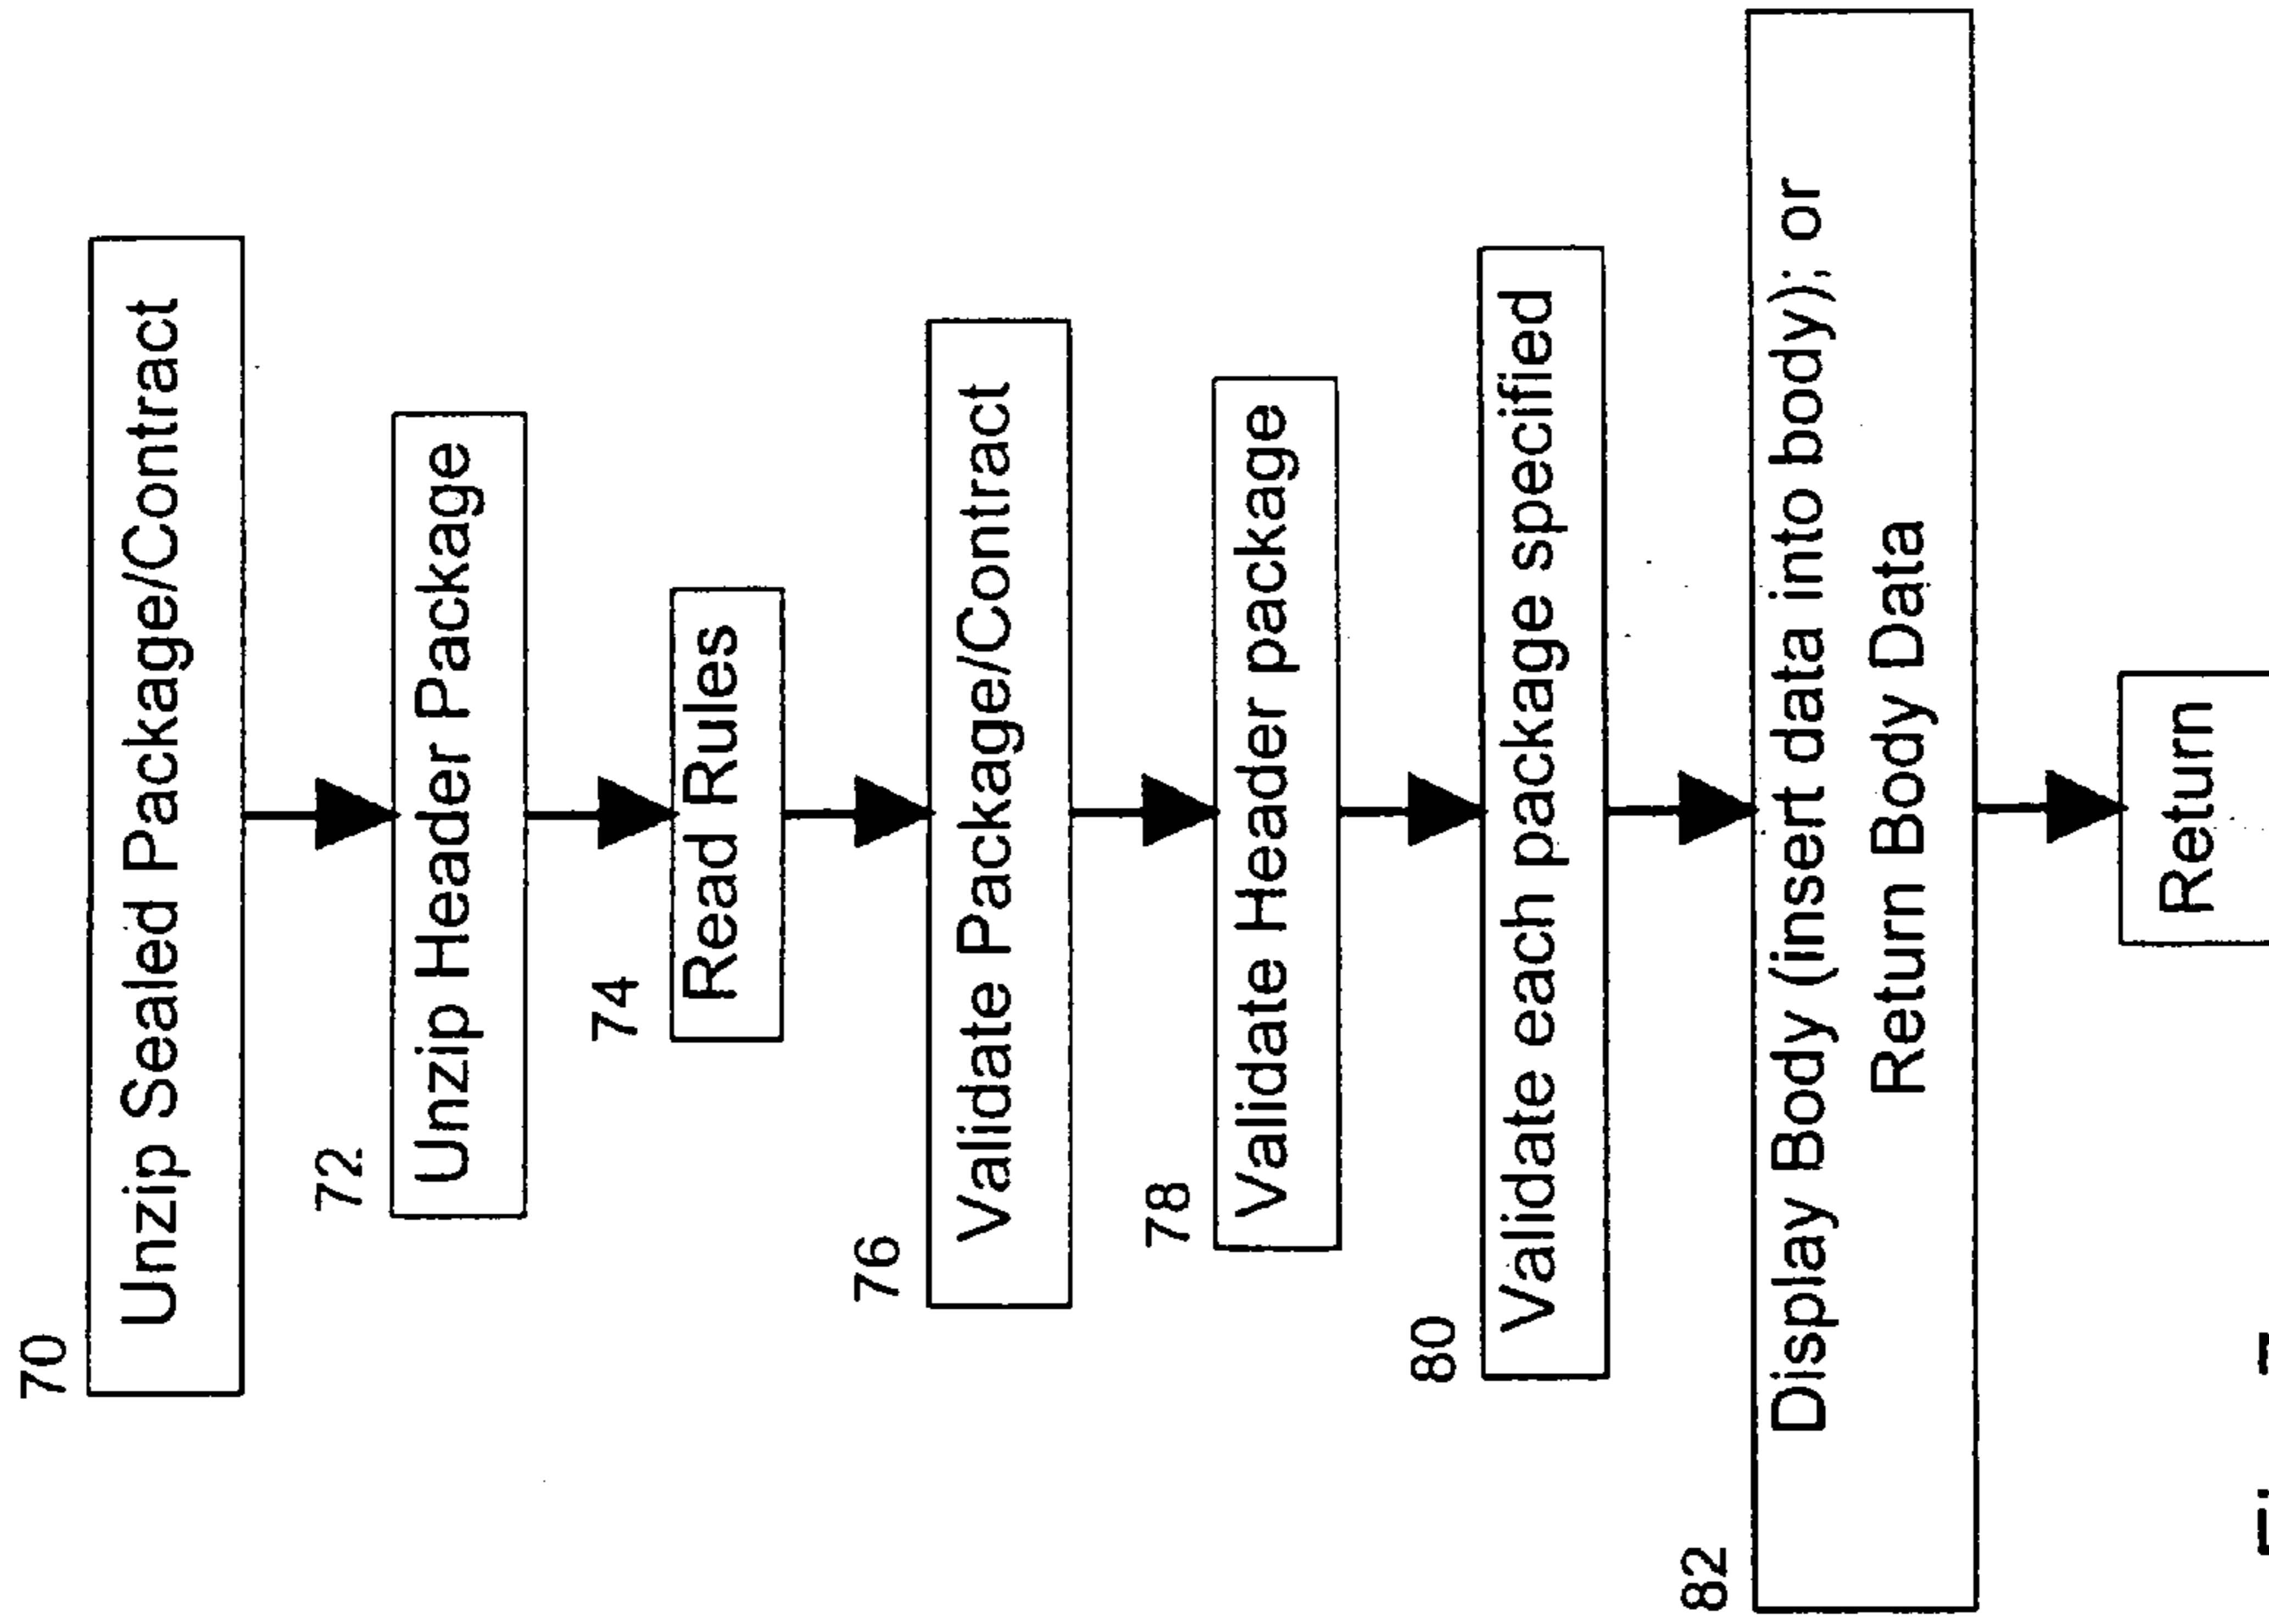 70
Unzip Sealed Package/Contract
72
Unzip Header Package
74
Read Rules
76
Validate Package/Contract
78
Validate Header package
80
Validate each package specified
82
Display Body (insert data into body); or
Return Body Data
Return